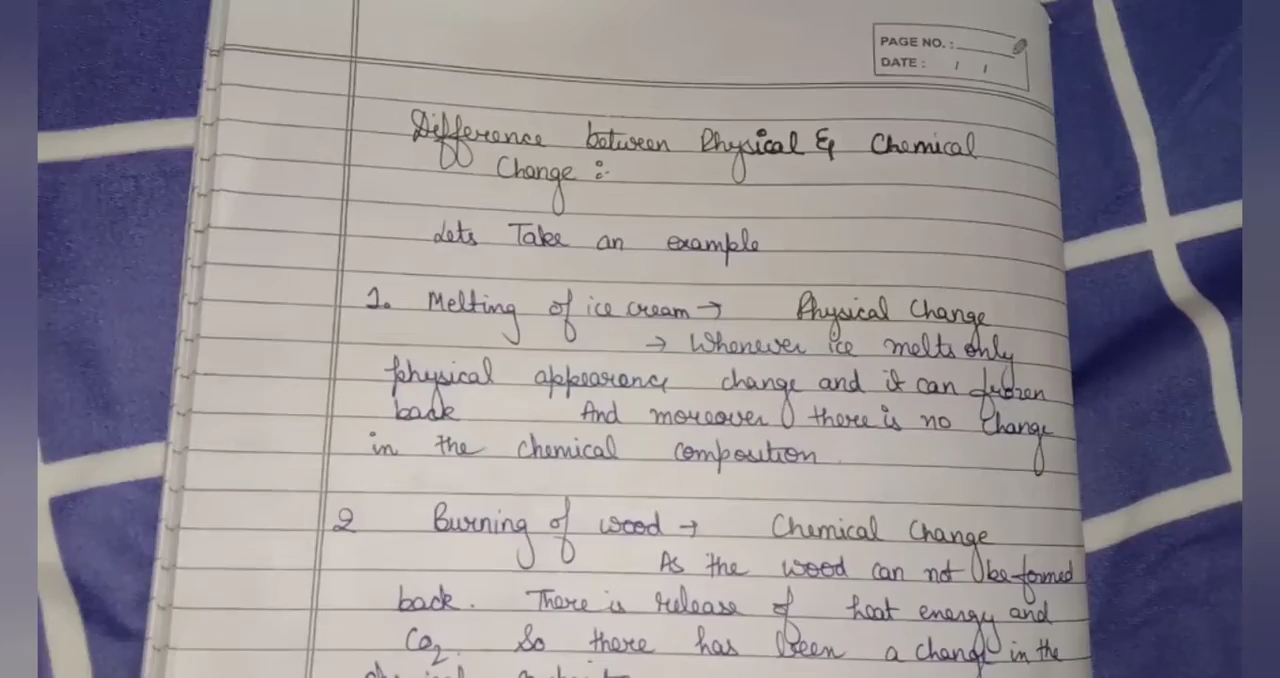 PAGE NO.:
DATE: / /
Difference between Physical & Chemical
Change :-
Lets Take an example
1. Melting of ice cream → Physical Change
→ Whenever ice melts only
physical appearance change and it can frozen
back And moreover there is no change
in the chemical composition
2 Burning of wood → Chemical Change
As the wood can not be formed
back. There is release of heat energy and
CO2 So there has been a change in the